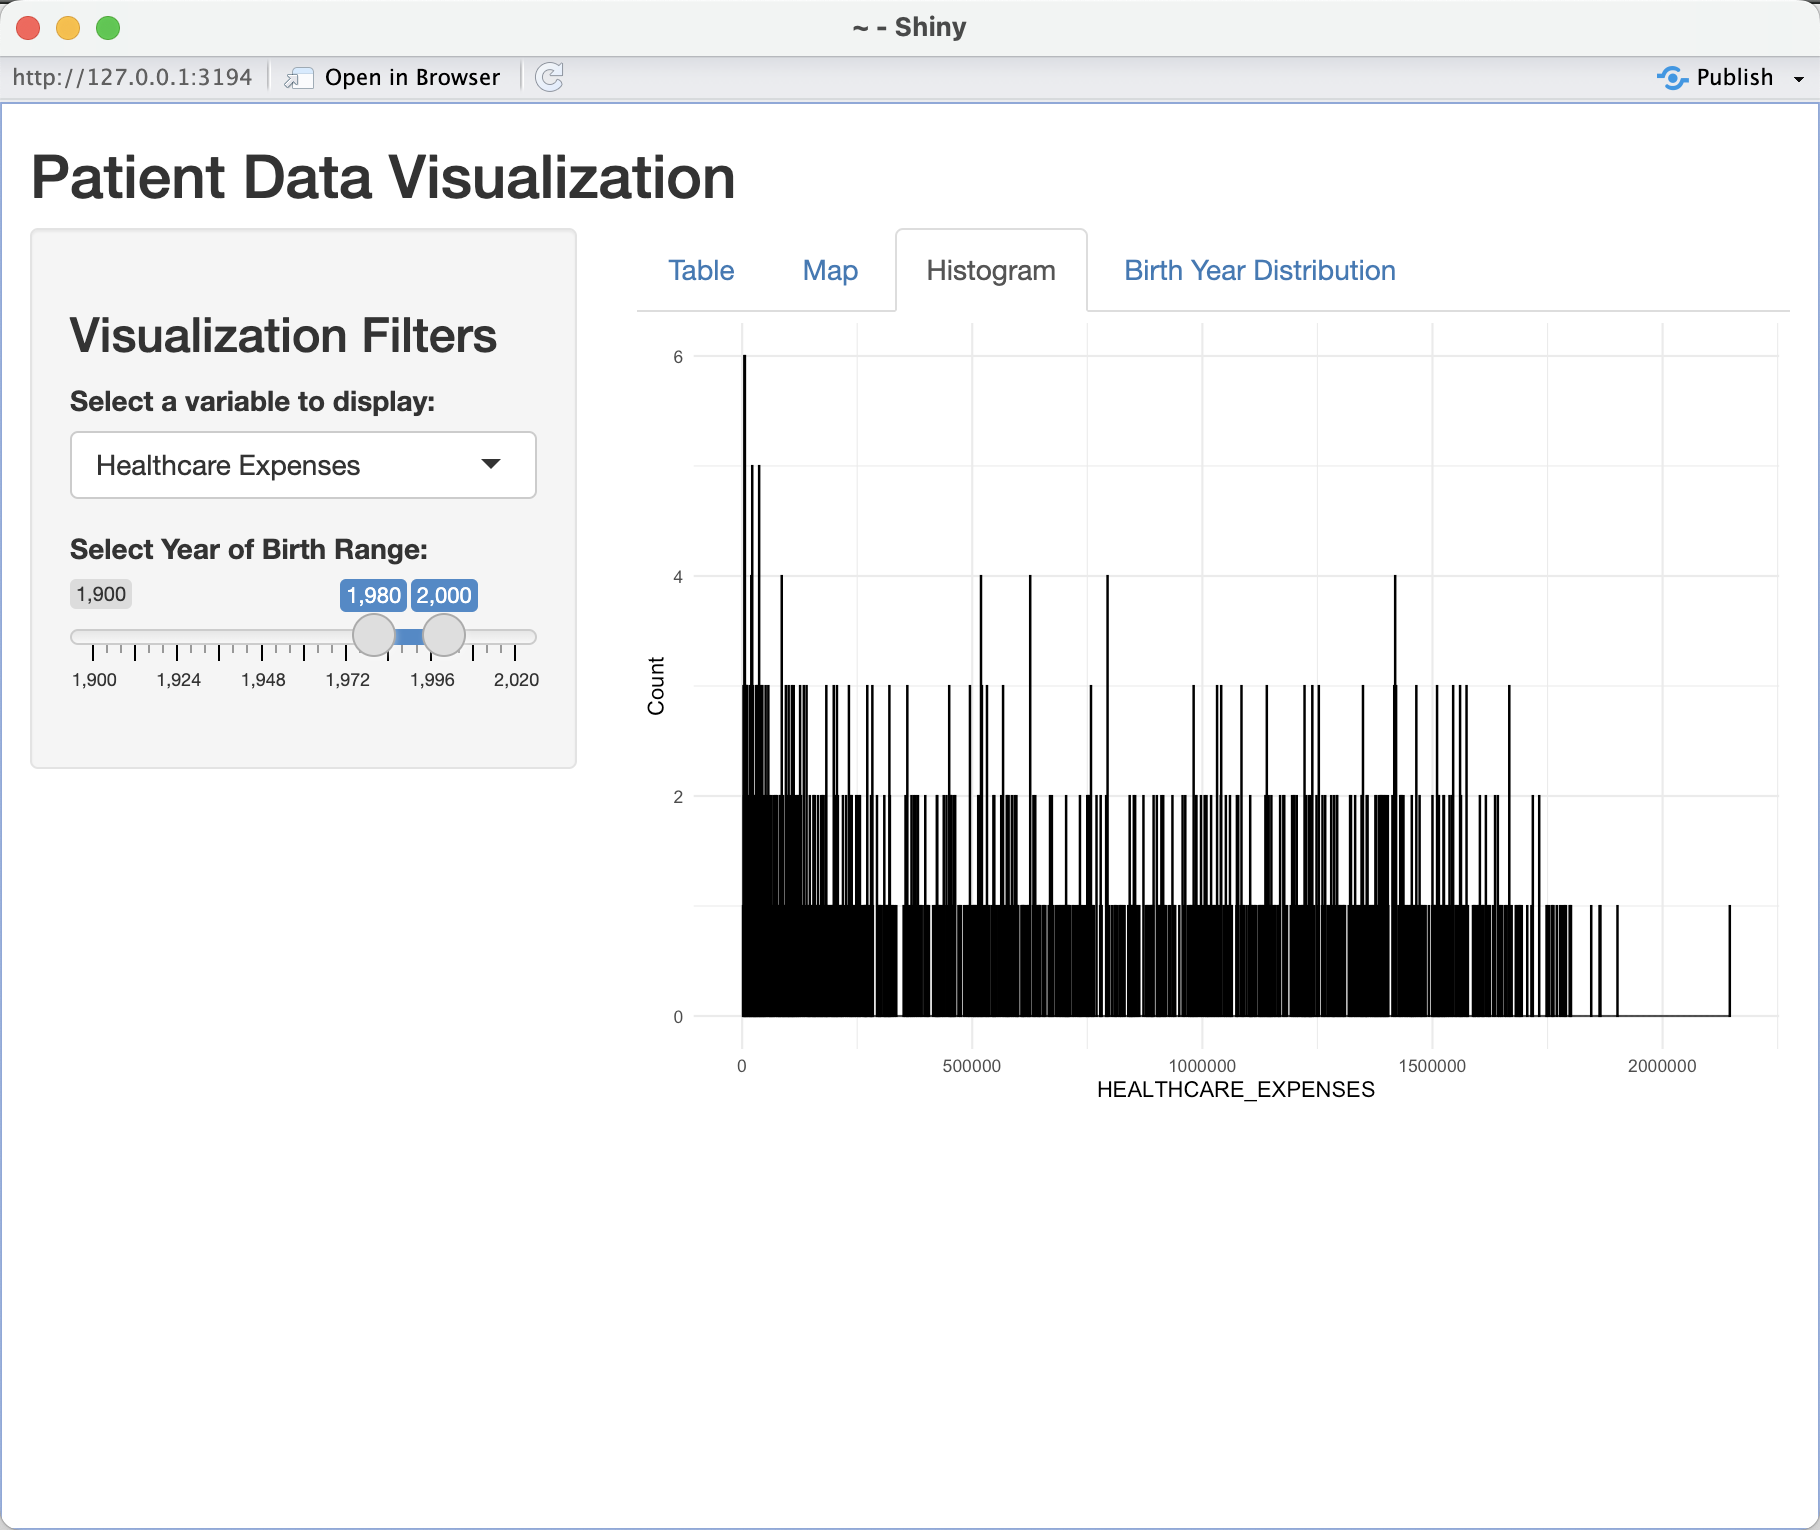 ~ - Shiny
http://127.0.0.1:3194 Open in Browser Publish
Patient Data Visualization
Visualization Filters
Select a variable to display:
Healthcare Expenses
Select Year of Birth Range:
1,900 1,980 2,000
1,900 1,924 1,948 1,972 1,996 2,020
Table Map Histogram Birth Year Distribution
6
4
2
0
Count
0 500000 1000000 1500000 2000000
HEALTHCARE_EXPENSES